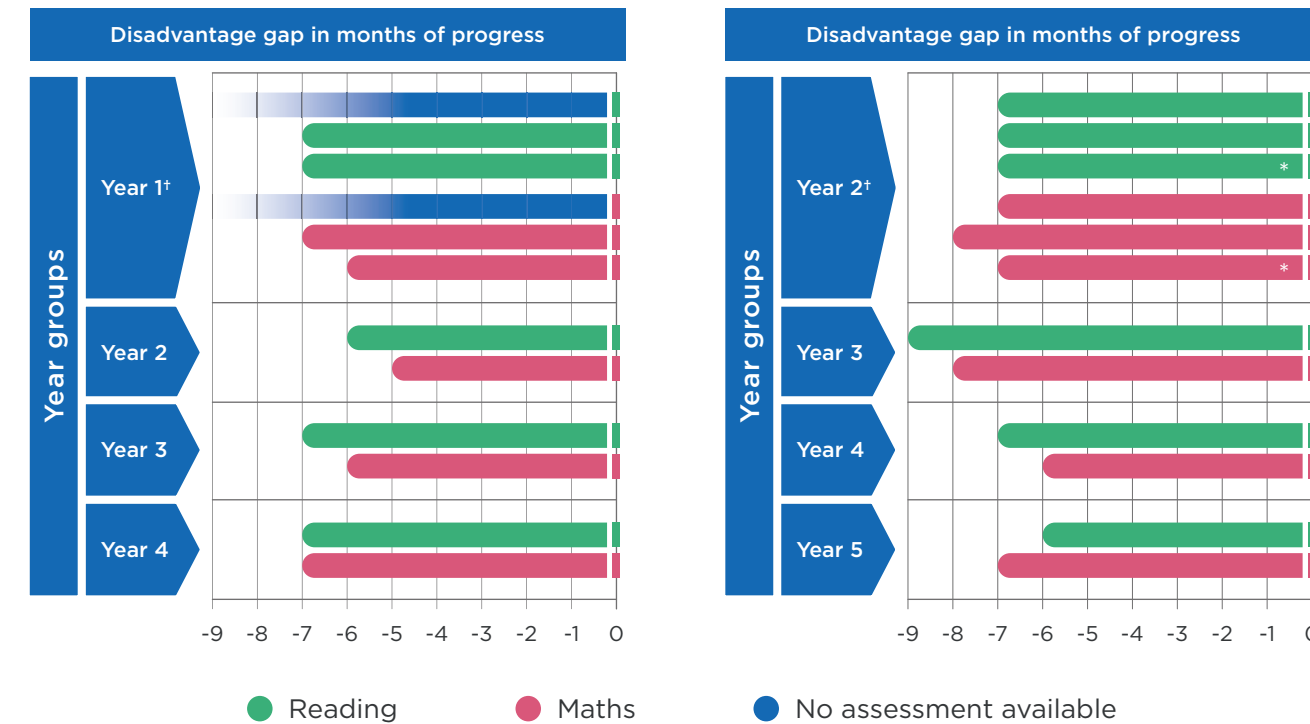 Disadvantage gap in months of progress
Year groups
Year 1†
Year 2
Year 3
Year 4
-9 -8 -7 -6 -5 -4 -3 -2 -1 0
Disadvantage gap in months of progress
Year groups
Year 2†
*
*
Year 3
Year 4
Year 5
-9 -8 -7 -6 -5 -4 -3 -2 -1 0
Reading Maths No assessment available